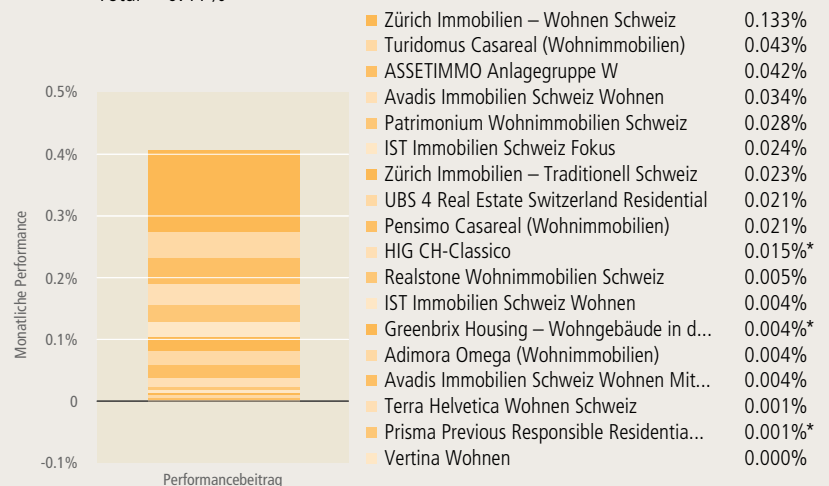 Zürich Immobilien – Wohnen Schweiz 0.133%
Turidomus Casareal (Wohnimmobilien) 0.043%
ASSETIMMO Anlagegruppe W 0.042%
Avadis Immobilien Schweiz Wohnen 0.034%
Patrimonium Wohnimmobilien Schweiz 0.028%
IST Immobilien Schweiz Fokus 0.024%
Zürich Immobilien – Traditionell Schweiz 0.023%
UBS 4 Real Estate Switzerland Residential 0.021%
Pensimo Casareal (Wohnimmobilien) 0.021%
HIG CH-Classico 0.015%*
Realstone Wohnimmobilien Schweiz 0.005%
IST Immobilien Schweiz Wohnen 0.004%
Greenbrix Housing – Wohngebäude in d... 0.004%*
Adimora Omega (Wohnimmobilien) 0.004%
Avadis Immobilien Schweiz Wohnen Mit... 0.004%
Terra Helvetica Wohnen Schweiz 0.001%
Prisma Previous Responsible Residentia... 0.001%*
Vertina Wohnen 0.000%
Monatliche Performance
0.5%
0.4%
0.3%
0.2%
0.1%
0
-0.1%
Performancebeitrag